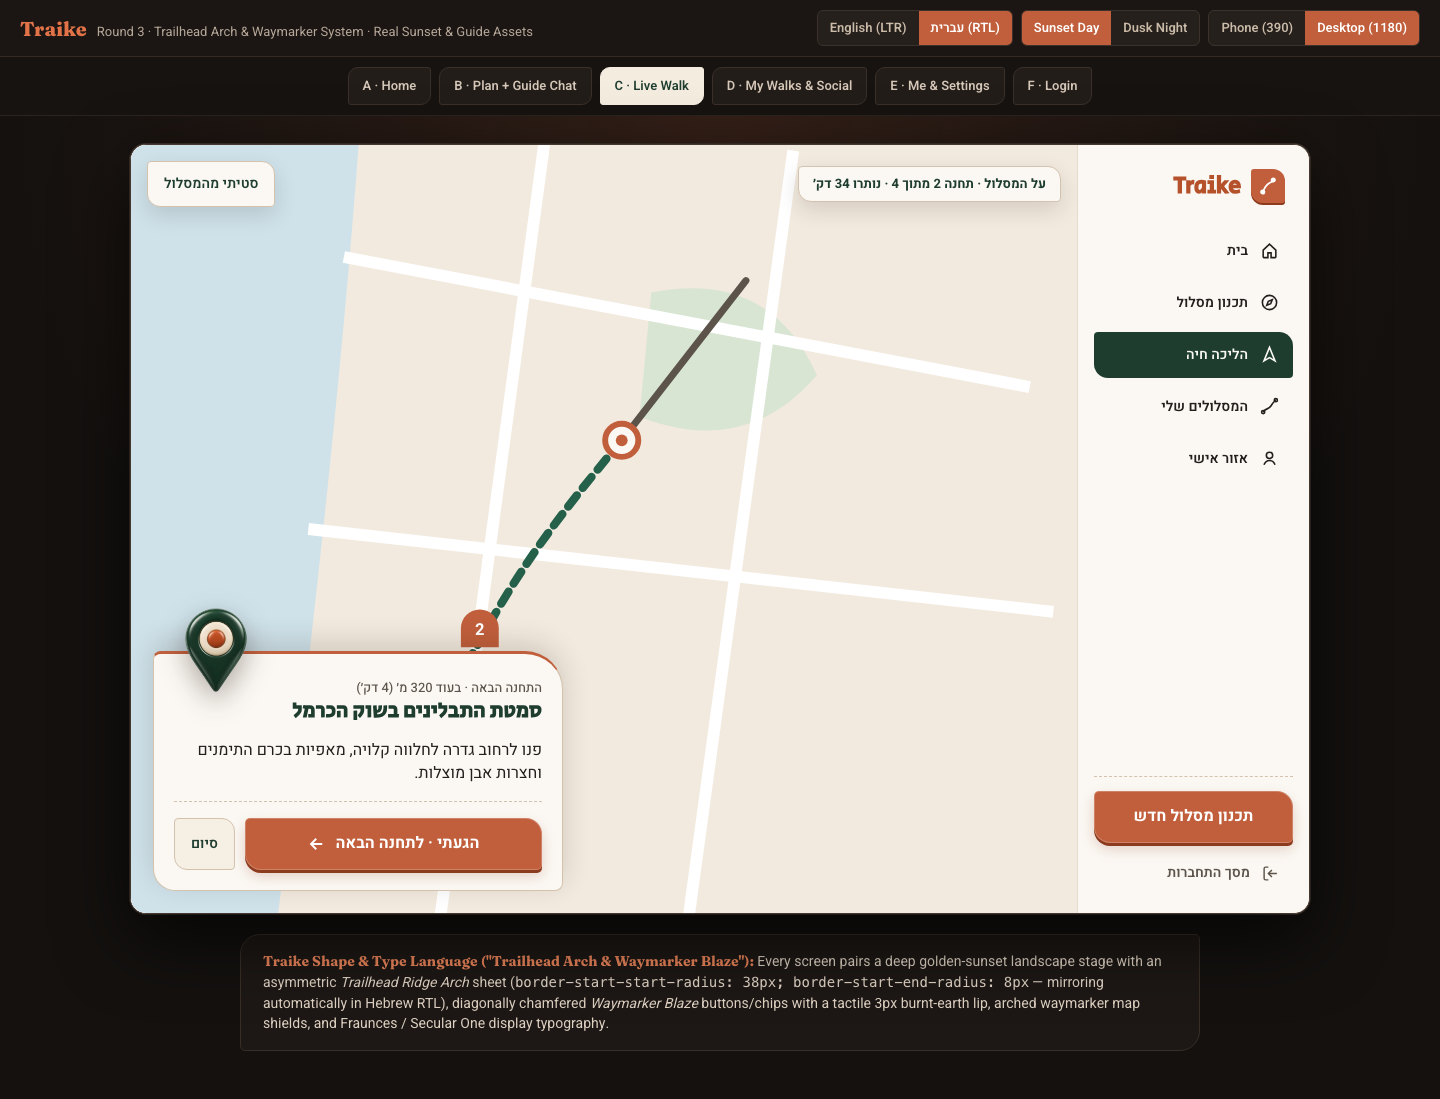 Traike Round 3 · Trailhead Arch & Waymarker System · Real Sunset & Guide Assets
English (LTR) עברית (RTL) Sunset Day Dusk Night Phone (390) Desktop (1180)
A · Home B · Plan + Guide Chat C · Live Walk D · My Walks & Social E · Me & Settings F · Login
Traike
בית
תכנון מסלול
הליכה חיה
המסלולים שלי
אזור אישי
תכנון מסלול חדש
מסך התחברות
על המסלול · תחנה 2 מתוך 4 · נותרו 34 דק׳
סטיתי מהמסלול
2
התחנה הבאה · בעוד 320 מ׳ (4 דק׳)
סמטת התבלינים בשוק הכרמל
פנו לרחוב גדרה לחלווה קלויה, מאפיות בכרם התימנים
וחצרות אבן מוצלות.
הגעתי · לתחנה הבאה ←
סיום
Traike Shape & Type Language ("Trailhead Arch & Waymarker Blaze"): Every screen pairs a deep golden-sunset landscape stage with an
asymmetric Trailhead Ridge Arch sheet (border-start-start-radius: 38px; border-start-end-radius: 8px — mirroring
automatically in Hebrew RTL), diagonally chamfered Waymarker Blaze buttons/chips with a tactile 3px burnt-earth lip, arched waymarker map
shields, and Fraunces / Secular One display typography.